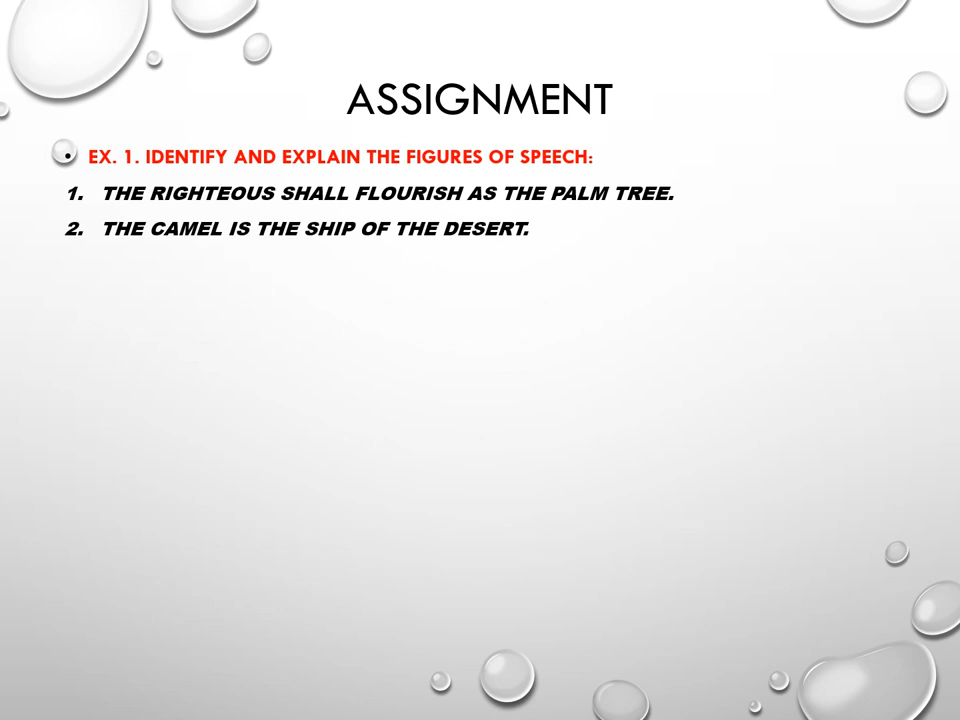 ASSIGNMENT
• EX. 1. IDENTIFY AND EXPLAIN THE FIGURES OF SPEECH:
1. THE RIGHTEOUS SHALL FLOURISH AS THE PALM TREE.
2. THE CAMEL IS THE SHIP OF THE DESERT.